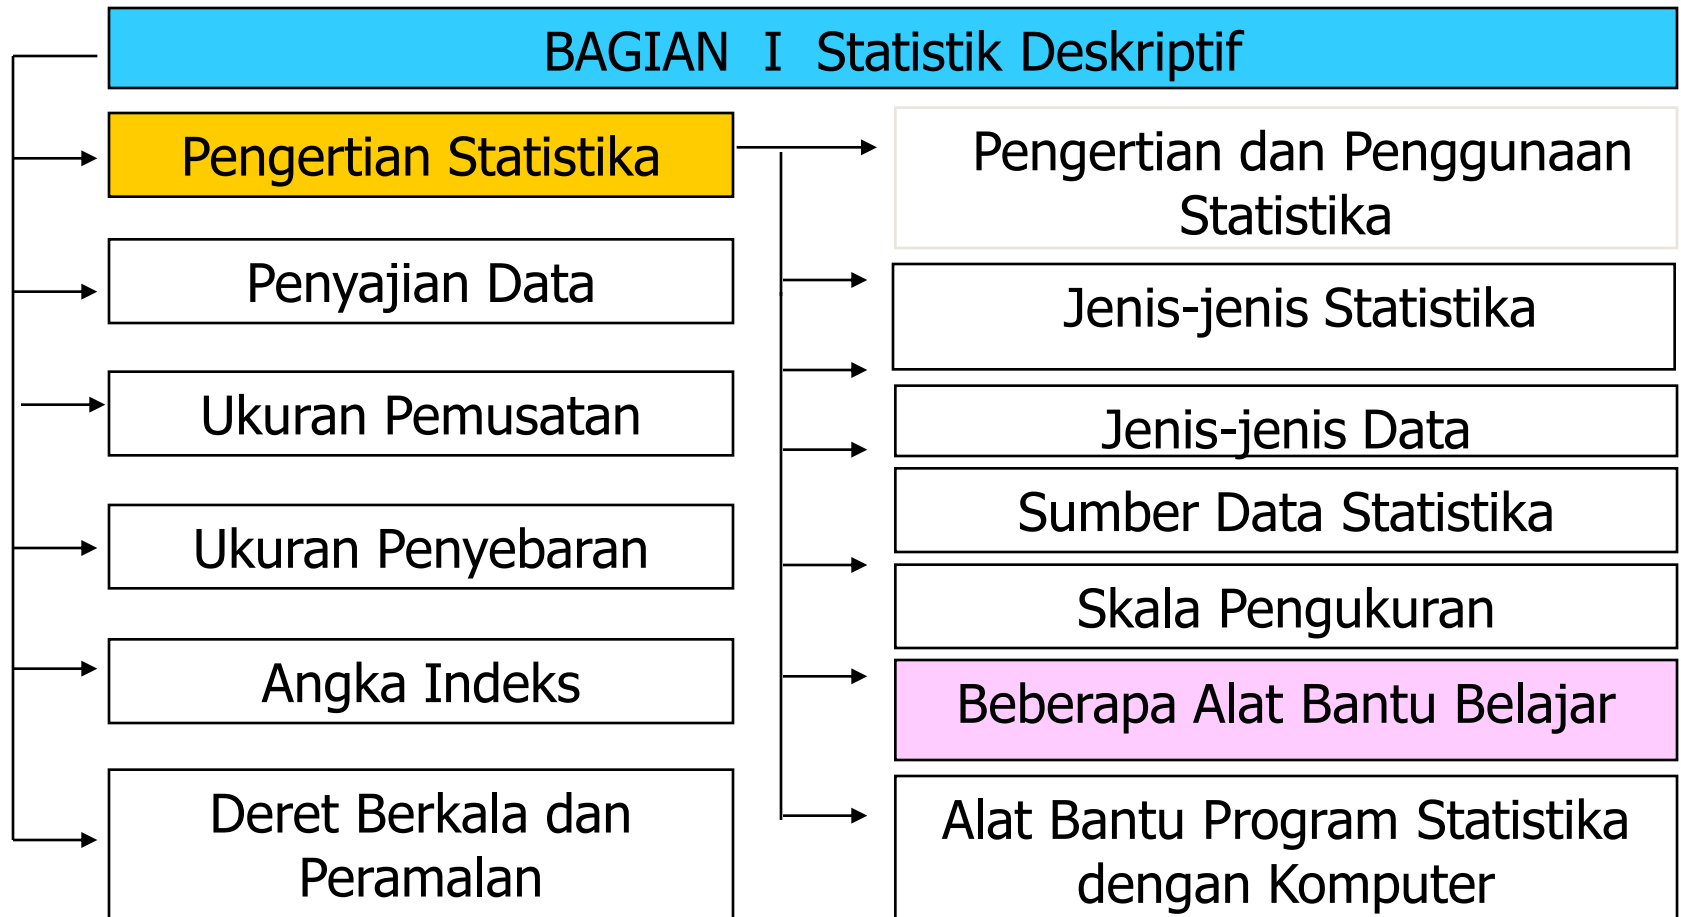 BAGIAN I Statistik Deskriptif
Pengertian Statistika
Penyajian Data
Ukuran Pemusatan
Ukuran Penyebaran
Angka Indeks
Deret Berkala dan
Peramalan
Pengertian dan Penggunaan
Statistika
Jenis-jenis Statistika
Jenis-jenis Data
Sumber Data Statistika
Skala Pengukuran
Beberapa Alat Bantu Belajar
Alat Bantu Program Statistika
dengan Komputer